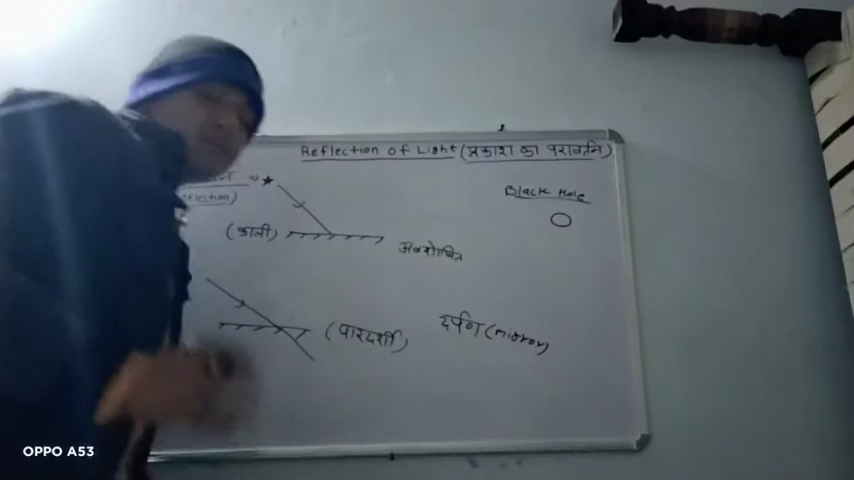 Reflection of Light (प्रकाश का परावर्तन)
Black Hole
(काली)
अवशोषित
(पारदर्शी)
दर्पण (mirror)
OPPO A53